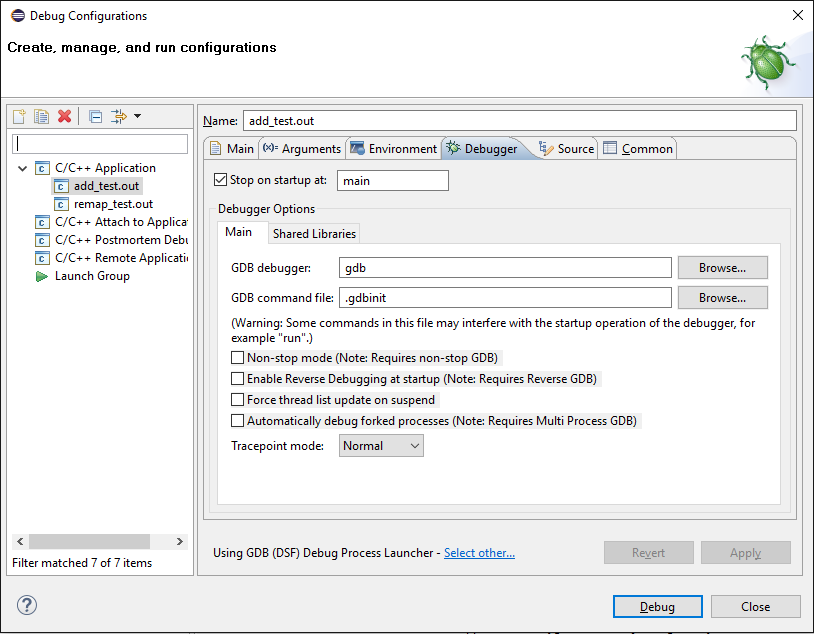 Debug Configurations
Create, manage, and run configurations
Name: add_test.out
Main (x)= Arguments Environment Debugger Source Common
C/C++ Application
add_test.out
remap_test.out
C/C++ Attach to Applica
C/C++ Postmortem Debu
C/C++ Remote Applicati
Launch Group
Filter matched 7 of 7 items
Stop on startup at: main
Debugger Options
Main Shared Libraries
GDB debugger: gdb Browse...
GDB command file: .gdbinit Browse...
(Warning: Some commands in this file may interfere with the startup operation of the debugger, for
example "run".)
Non-stop mode (Note: Requires non-stop GDB)
Enable Reverse Debugging at startup (Note: Requires Reverse GDB)
Force thread list update on suspend
Automatically debug forked processes (Note: Requires Multi Process GDB)
Tracepoint mode: Normal
Using GDB (DSF) Debug Process Launcher - Select other...
Revert Apply
? Debug Close